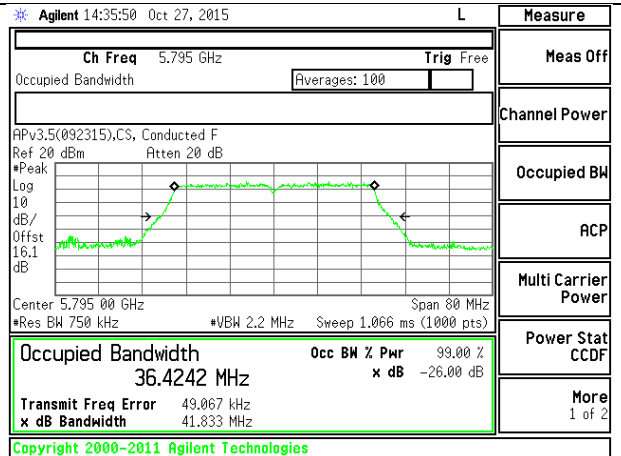 Agilent 14:35:50 Oct 27, 2015 L Measure
Ch Freq 5.795 GHz Trig Free
Meas Off
Occupied Bandwidth Averages: 100
Channel Power
APv3.5(092315),CS, Conducted F
Ref 20 dBm Atten 20 dB
#Peak
Occupied BW
Log
10
dB/
ACP
Offst
16.1
dB
Multi Carrier
Power
Center 5.795 00 GHz Span 80 MHz
#Res BW 750 kHz #VBW 2.2 MHz Sweep 1.066 ms (1000 pts)
Power Stat
CCDF
Occupied Bandwidth Occ BW % Pwr 99.00 %
36.4242 MHz x dB -26.00 dB
More
1 of 2
Transmit Freq Error 49.067 kHz
x dB Bandwidth 41.833 MHz
Copyright 2000-2011 Agilent Technologies